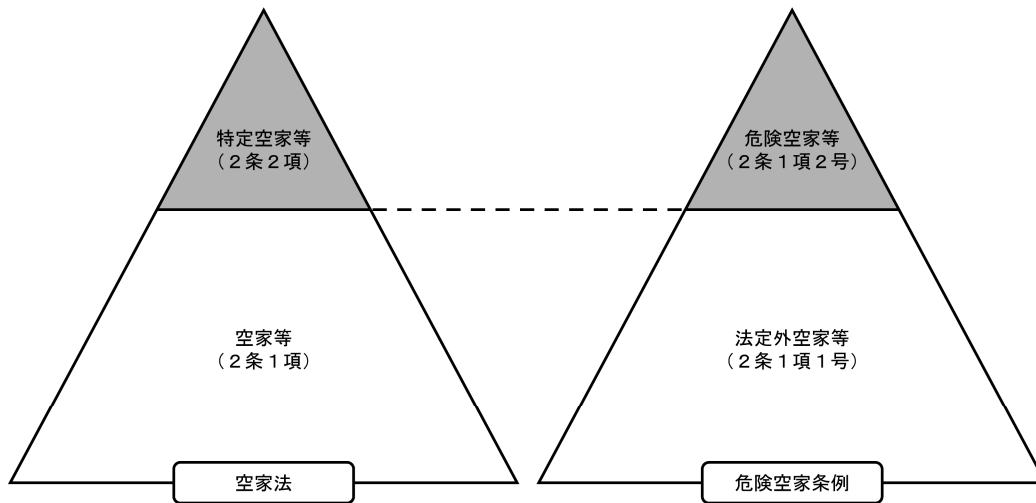 特定空家等
（２条２項）
危険空家等
（２条１項２号）
空家等
（２条１項）
法定外空家等
（２条１項１号）
空家法
危険空家条例